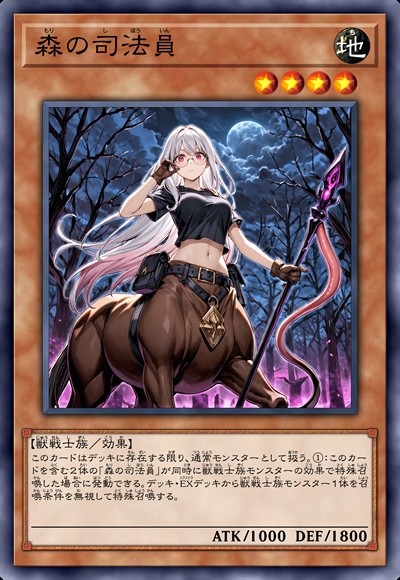 森の司法員
地
【獣戦士族／効果】
このカードはデッキに存在する限り、通常モンスターとして扱う。①：このカー
ドを含む2体の「森の司法員」が同時に獣戦士族モンスターの効果で特殊召
喚した場合に発動できる。デッキ・EXデッキから獣戦士族モンスター1体を召
喚条件を無視して特殊召喚する。
ATK/1000 DEF/1800